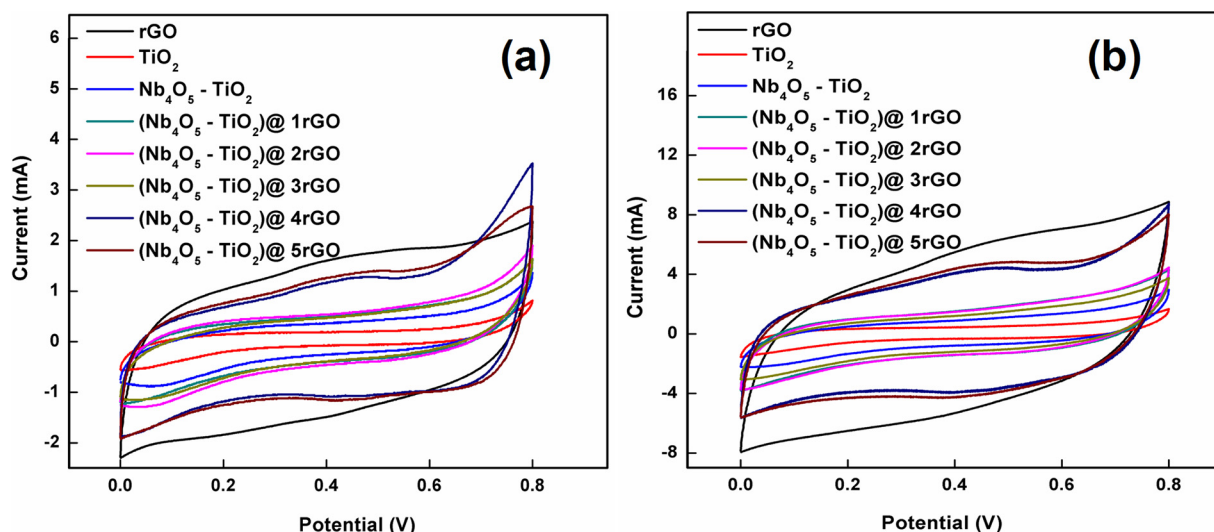 (a)
rGO
TiO₂
Nb₄O₅ - TiO₂
(Nb₄O₅ - TiO₂)@ 1rGO
(Nb₄O₅ - TiO₂)@ 2rGO
(Nb₄O₅ - TiO₂)@ 3rGO
(Nb₄O₅ - TiO₂)@ 4rGO
(Nb₄O₅ - TiO₂)@ 5rGO
Current (mA)
6
5
4
3
2
1
0
-1
-2
0.0 0.2 0.4 0.6 0.8
Potential (V)
(b)
rGO
TiO₂
Nb₄O₅ - TiO₂
(Nb₄O₅ - TiO₂)@ 1rGO
(Nb₄O₅ - TiO₂)@ 2rGO
(Nb₄O₅ - TiO₂)@ 3rGO
(Nb₄O₅ - TiO₂)@ 4rGO
(Nb₄O₅ - TiO₂)@ 5rGO
Current (mA)
16
12
8
4
0
-4
-8
0.0 0.2 0.4 0.6 0.8
Potential (V)